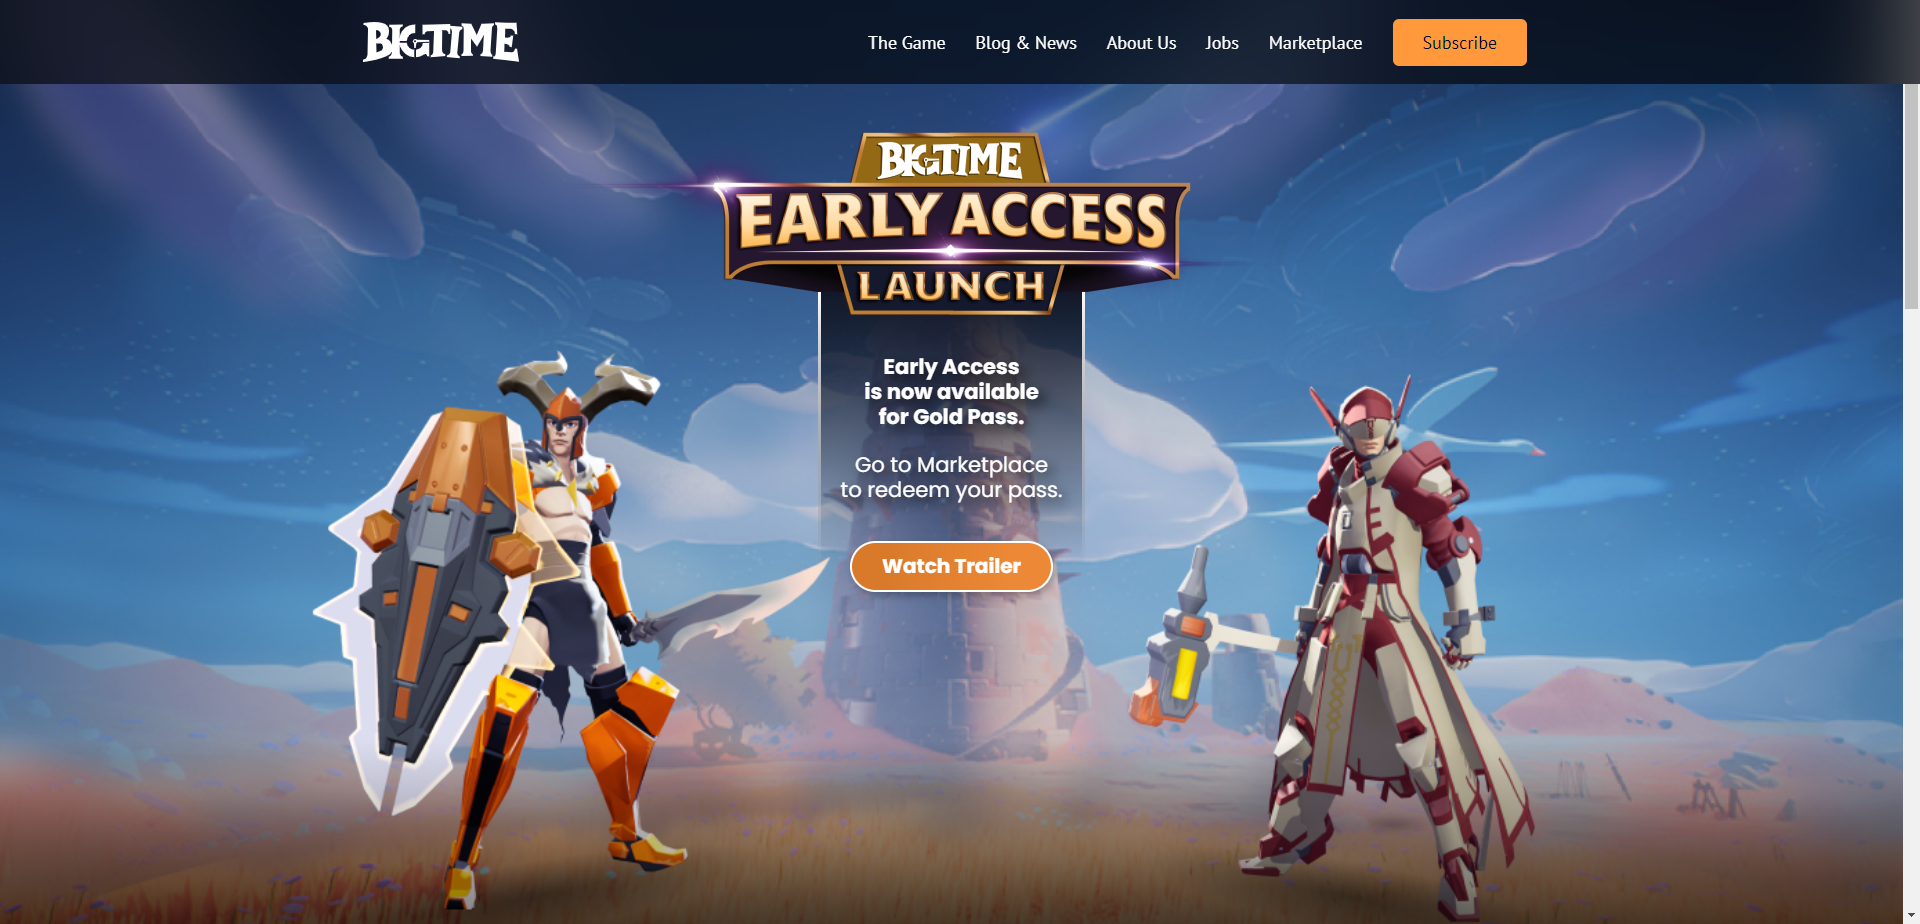 BIGTIME
The Game
Blog & News
About Us
Jobs
Marketplace
Subscribe
BIGTIME
EARLY ACCESS
LAUNCH
Early Access
is now available
for Gold Pass.
Go to Marketplace
to redeem your pass.
Watch Trailer